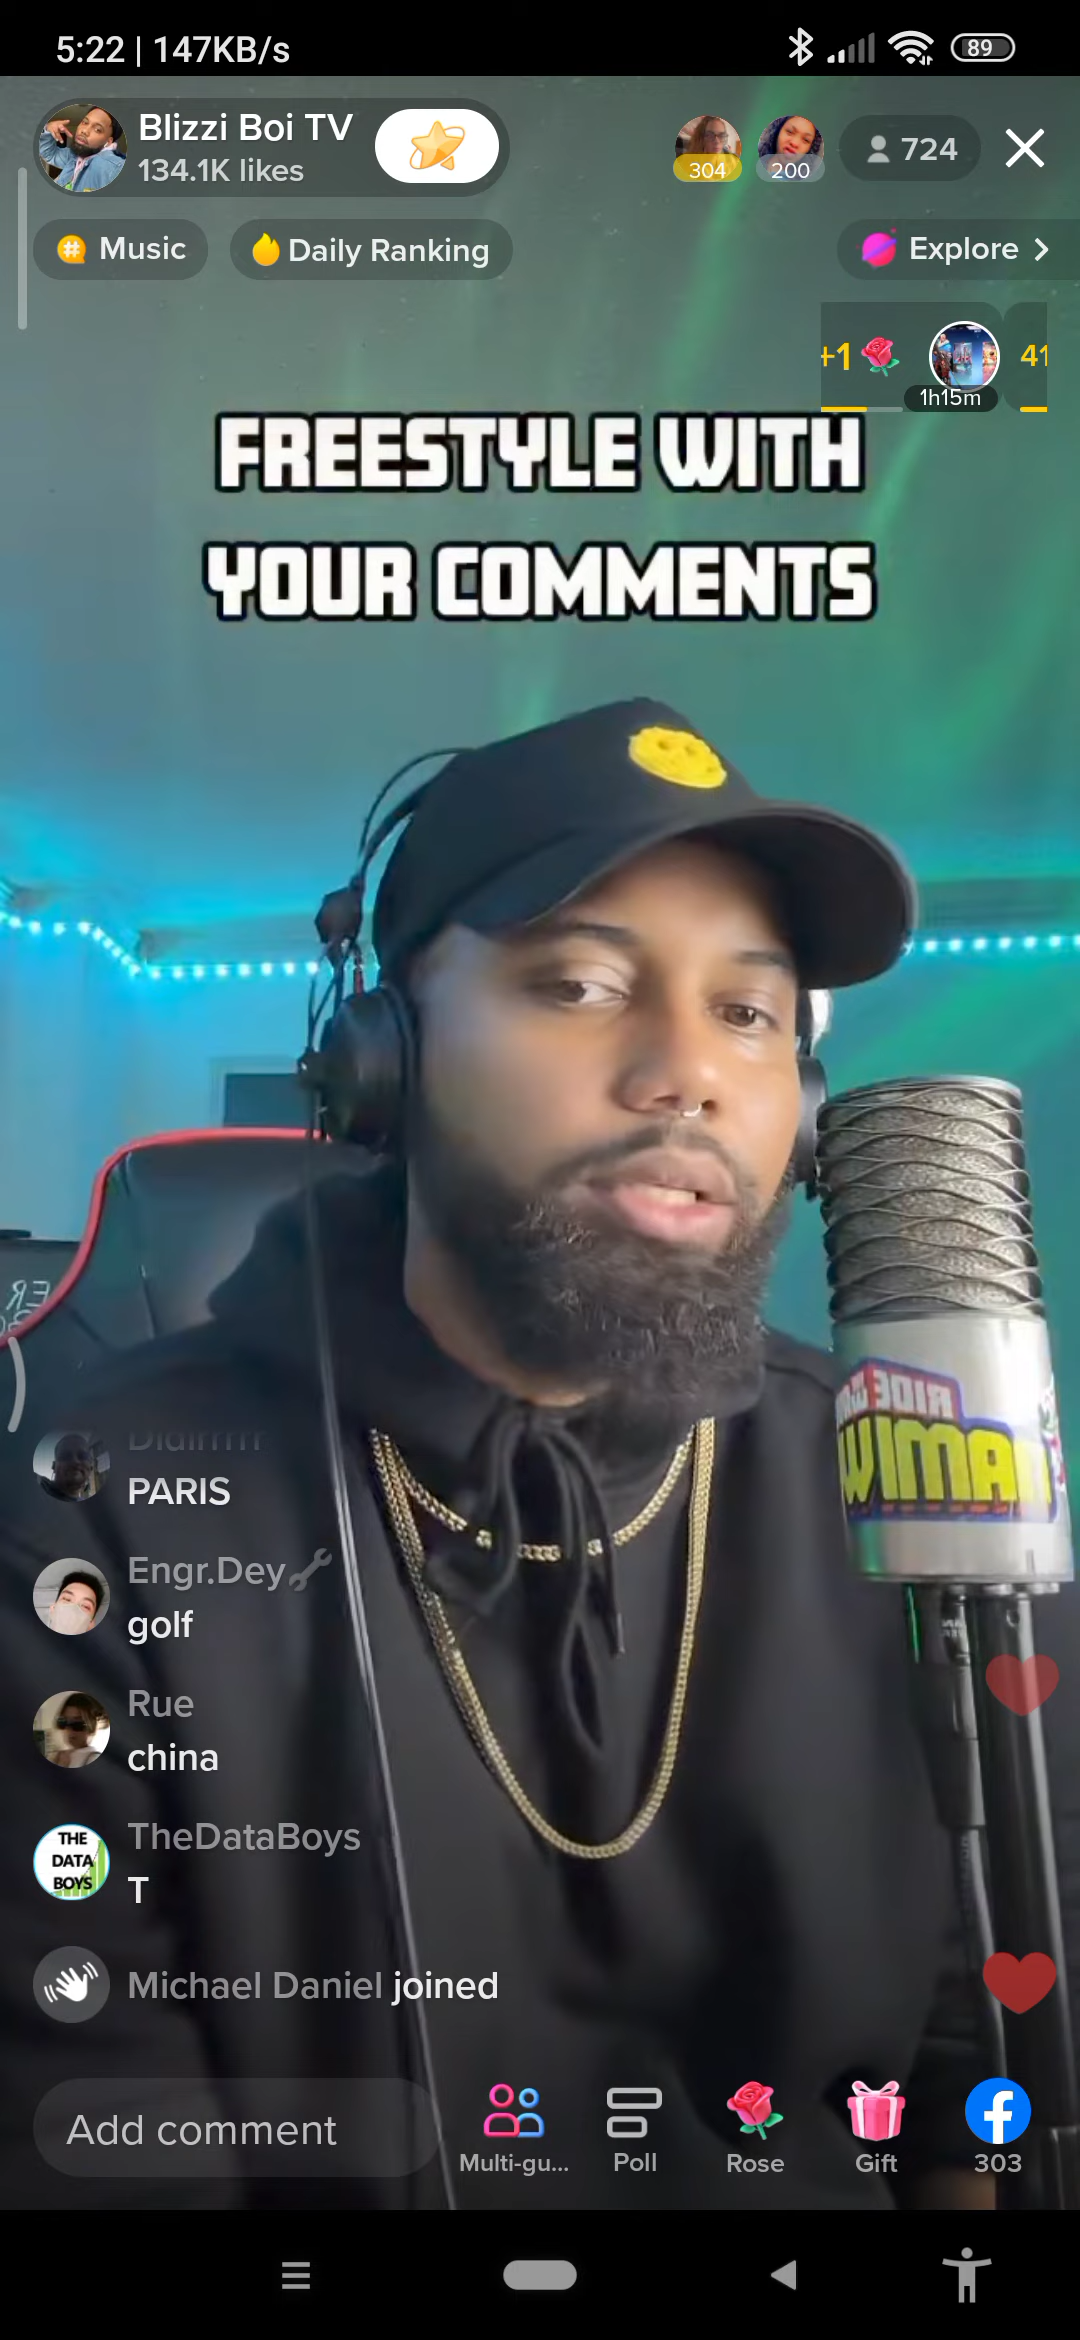 5:22 | 147KB/s
89
Blizzi Boi TV
134.1K likes
304
200
724
Music
Daily Ranking
Explore
+1
1h15m
41
FREESTYLE WITH
YOUR COMMENTS
PARIS
Engr.Dey
golf
Rue
china
TheDataBoys
THE
DATA
BOYS
T
Michael Daniel joined
Add comment
Multi-gu...
Poll
Rose
Gift
303